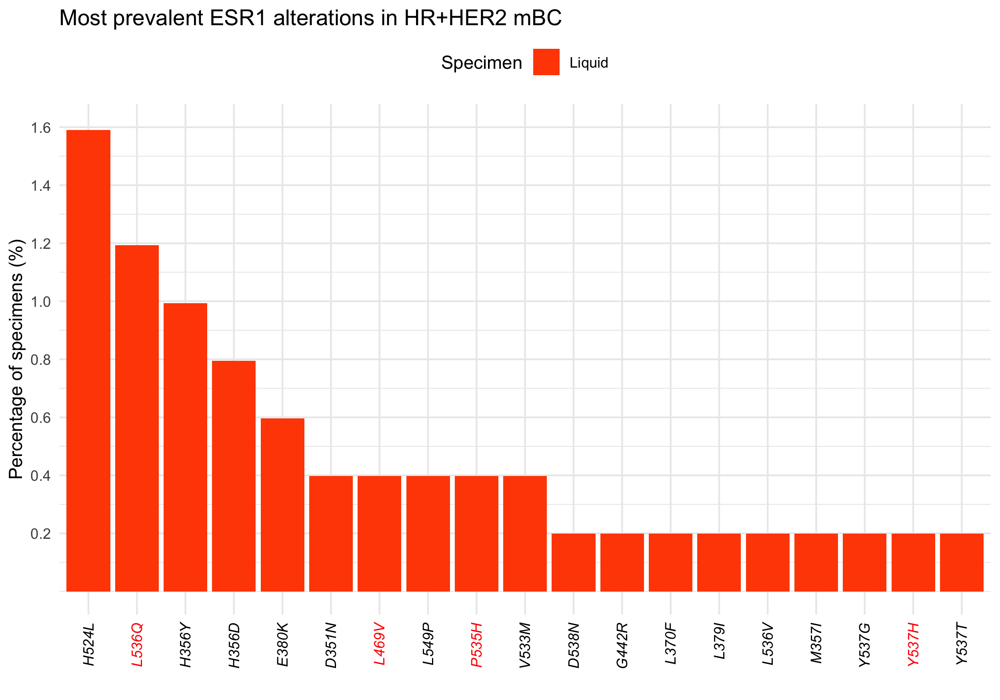 Most prevalent ESR1 alterations in HR+HER2 mBC
Specimen Liquid
Percentage of specimens (%)
1.6
1.4
1.2
1.0
0.8
0.6
0.4
0.2
H524L
L536Q
H356Y
H356D
E380K
D351N
L469V
L549P
P535H
V533M
D538N
G442R
L370F
L379I
L536V
M357I
Y537G
Y537H
Y537T